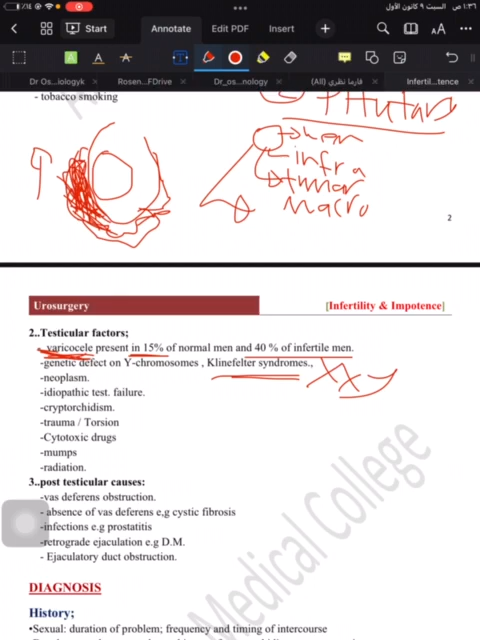 ١:٣٦ ص السبت ٩ كانون الأول
Start
Annotate
Edit PDF
Insert
Dr Os...iologyk
Rosen...FDrive
Dr_os...nology
فارما نظري (All)
Infertil...tence
- tobacco smoking
infra
tumor
Macro
2
Urosurgery
[Infertility & Impotence]
2..Testicular factors;
- varicocele present in 15% of normal men and 40 % of infertile men.
-genetic defect on Y-chromosomes , Klinefelter syndromes.,
XXY
-neoplasm.
-idiopathic test. failure.
-cryptorchidism.
-trauma / Torsion
-Cytotoxic drugs
-mumps
-radiation.
3..post testicular causes:
-vas deferens obstruction.
- absence of vas deferens e,g cystic fibrosis
-infections e.g prostatitis
-retrograde ejaculation e.g D.M.
- Ejaculatory duct obstruction.
Medical College
DIAGNOSIS
History;
•Sexual: duration of problem; frequency and timing of intercourse